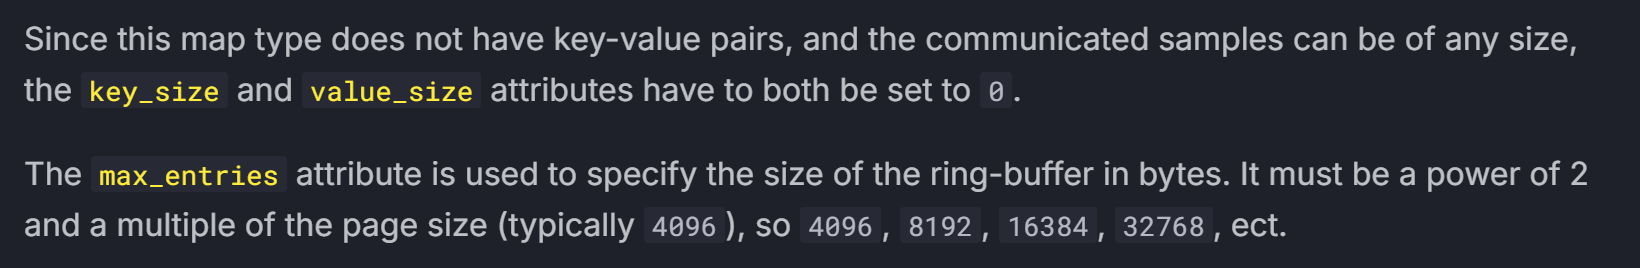 Since this map type does not have key-value pairs, and the communicated samples can be of any size,
the key_size and value_size attributes have to both be set to 0.
The max_entries attribute is used to specify the size of the ring-buffer in bytes. It must be a power of 2
and a multiple of the page size (typically 4096), so 4096, 8192, 16384, 32768, ect.